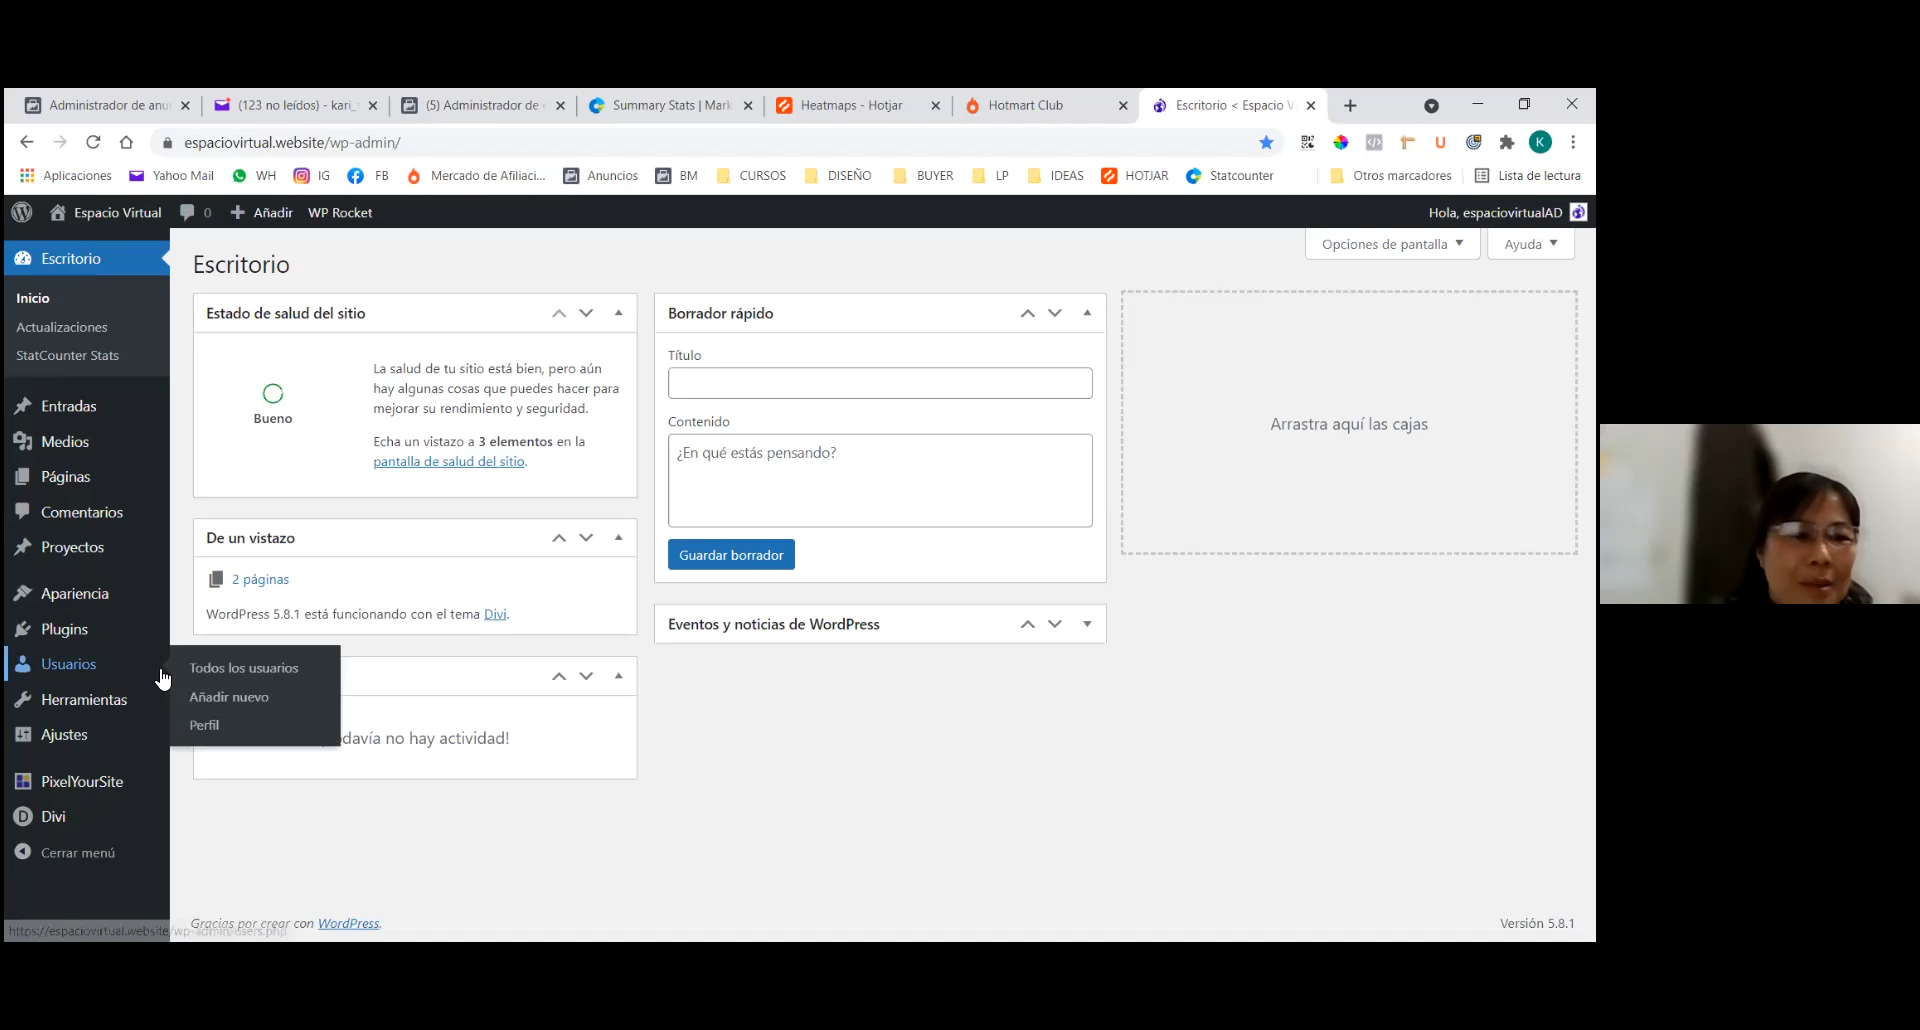 Administrador de anu
(123 no leídos) - kari_
(5) Administrador de
Summary Stats | Mark
Heatmaps - Hotjar
Hotmart Club
Escritorio < Espacio V
espaciovirtual.website/wp-admin/
K
Aplicaciones
Yahoo Mail
WH
IG
FB
Mercado de Afiliaci...
Anuncios
BM
CURSOS
DISEÑO
BUYER
LP
IDEAS
HOTJAR
Statcounter
Otros marcadores
Lista de lectura
Espacio Virtual
0
Añadir
WP Rocket
Hola, espaciovirtualAD
Escritorio
Inicio
Actualizaciones
StatCounter Stats
Entradas
Medios
Páginas
Comentarios
Proyectos
Apariencia
Plugins
Usuarios
Herramientas
Ajustes
PixelYourSite
Divi
Cerrar menú
Todos los usuarios
Añadir nuevo
Perfil
Opciones de pantalla
Ayuda
Escritorio
Estado de salud del sitio
Bueno
La salud de tu sitio está bien, pero aún
hay algunas cosas que puedes hacer para
mejorar su rendimiento y seguridad.
Echa un vistazo a 3 elementos en la
pantalla de salud del sitio.
De un vistazo
2 páginas
WordPress 5.8.1 está funcionando con el tema Divi.
no hay actividad!
Borrador rápido
Título
Contenido
¿En qué estás pensando?
Guardar borrador
Eventos y noticias de WordPress
Arrastra aquí las cajas
Gracias por crear con WordPress.
Versión 5.8.1
https://espaciovirtual.website/wp-admin/users.php